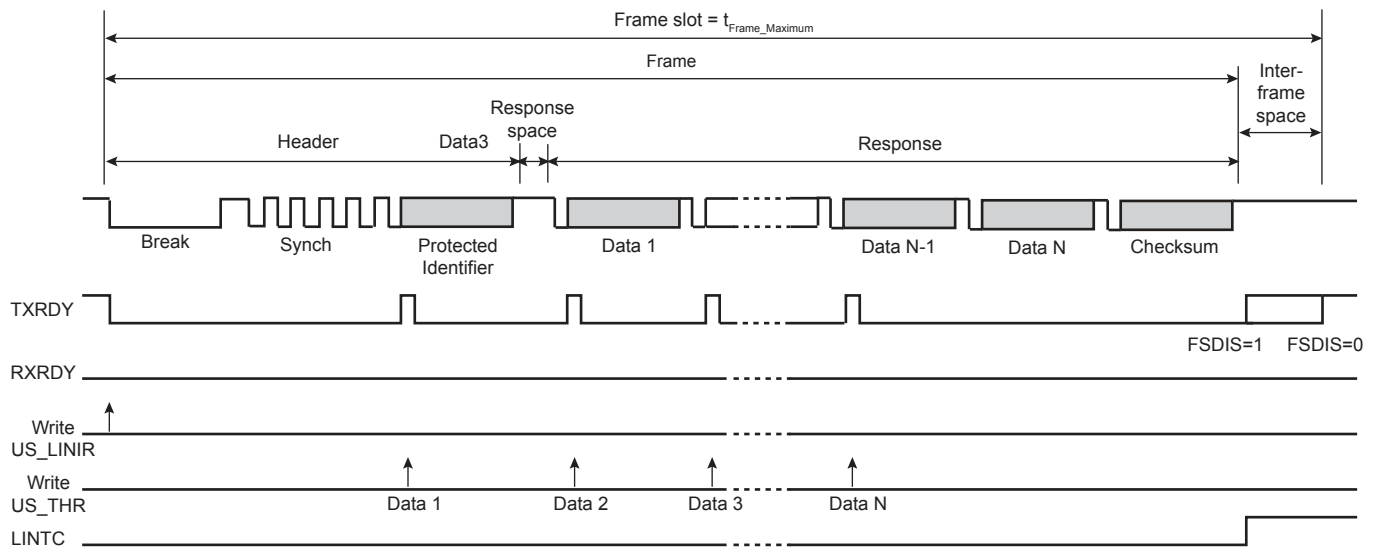 Frame slot = tFrame_Maximum
Frame
Inter-
frame
space
Response
space
Header
Data3
Response
Break
Synch
Protected
Identifier
Data 1
Data N-1
Data N
Checksum
TXRDY
FSDIS=1
FSDIS=0
RXRDY
Write
US_LINIR
Write
US_THR
Data 1
Data 2
Data 3
Data N
LINTC